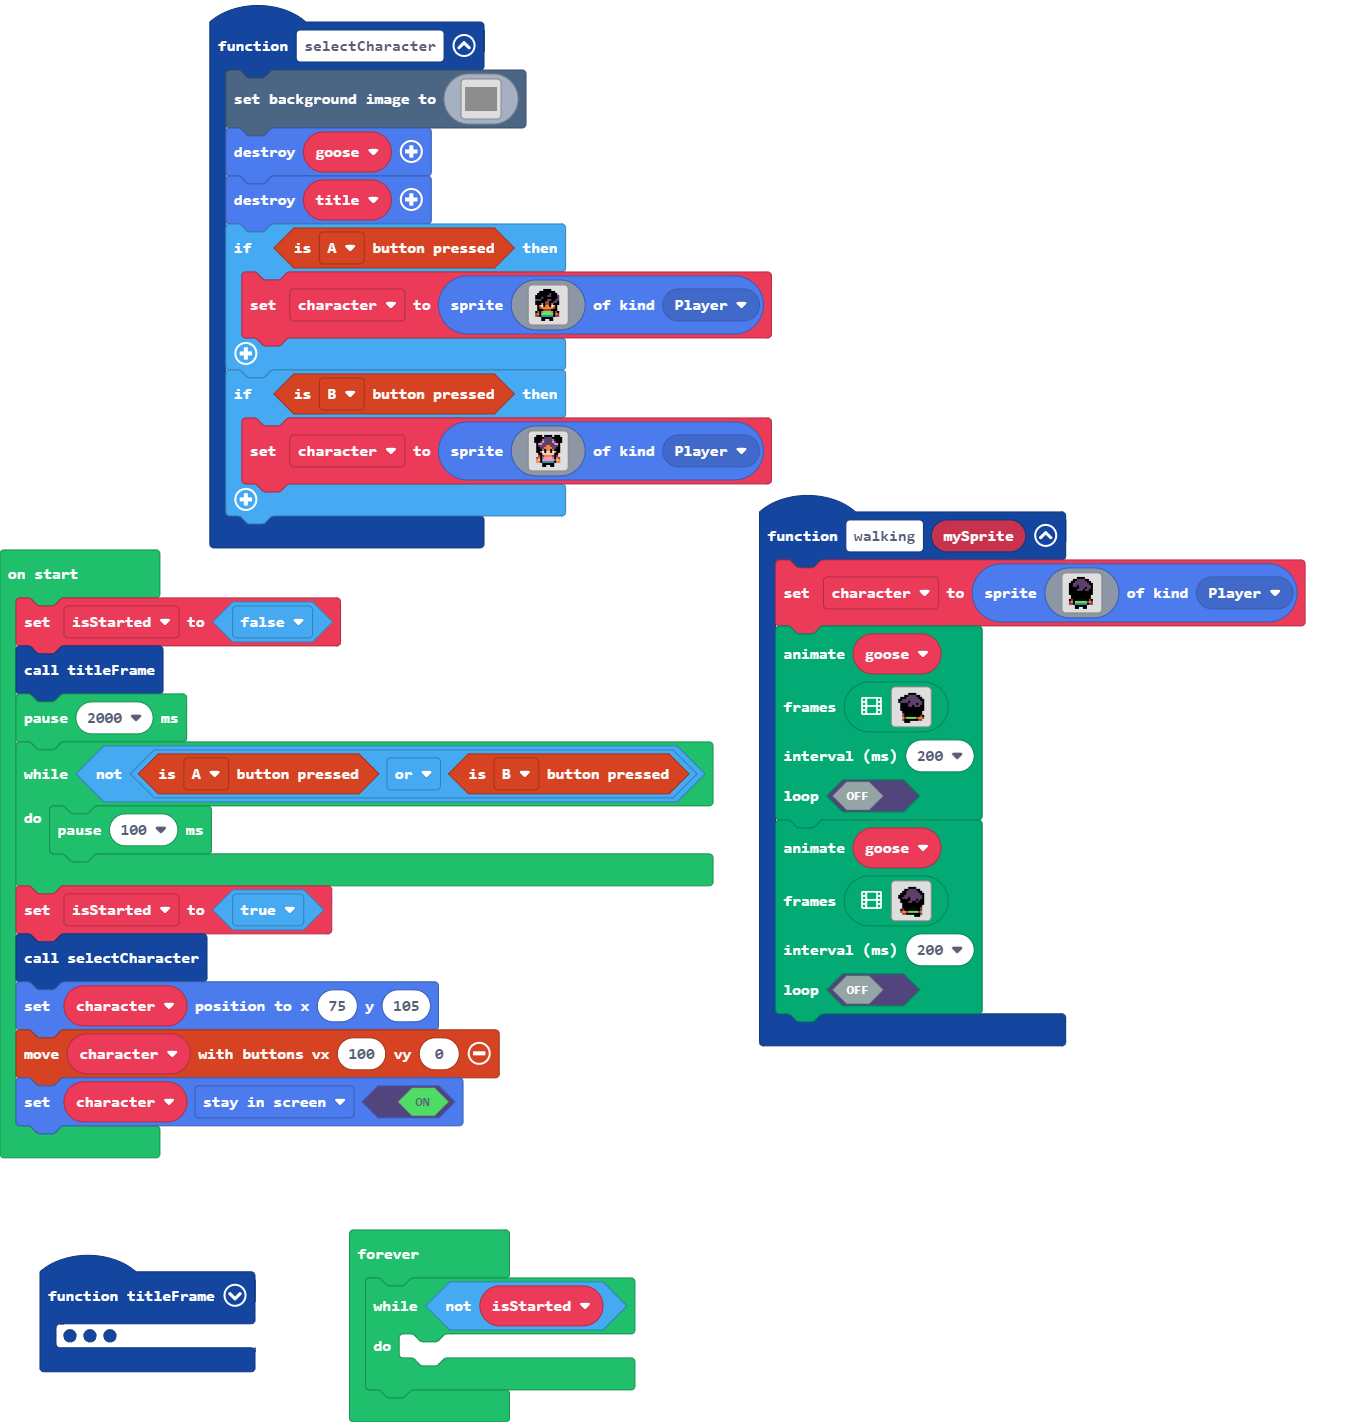 function selectCharacter
set background image to
destroy goose
destroy title
if is A button pressed then
set character to sprite of kind Player
if is B button pressed then
set character to sprite of kind Player
function walking mySprite
set character to sprite of kind Player
animate goose
frames
interval (ms) 200
loop OFF
animate goose
frames
interval (ms) 200
loop OFF
on start
set isStarted to false
call titleFrame
pause 2000 ms
while not is A button pressed or is B button pressed
do pause 100 ms
set isStarted to true
call selectCharacter
set character position to x 75 y 105
move character with buttons vx 100 vy 0
set character stay in screen ON
function titleFrame
forever
while not isStarted
do